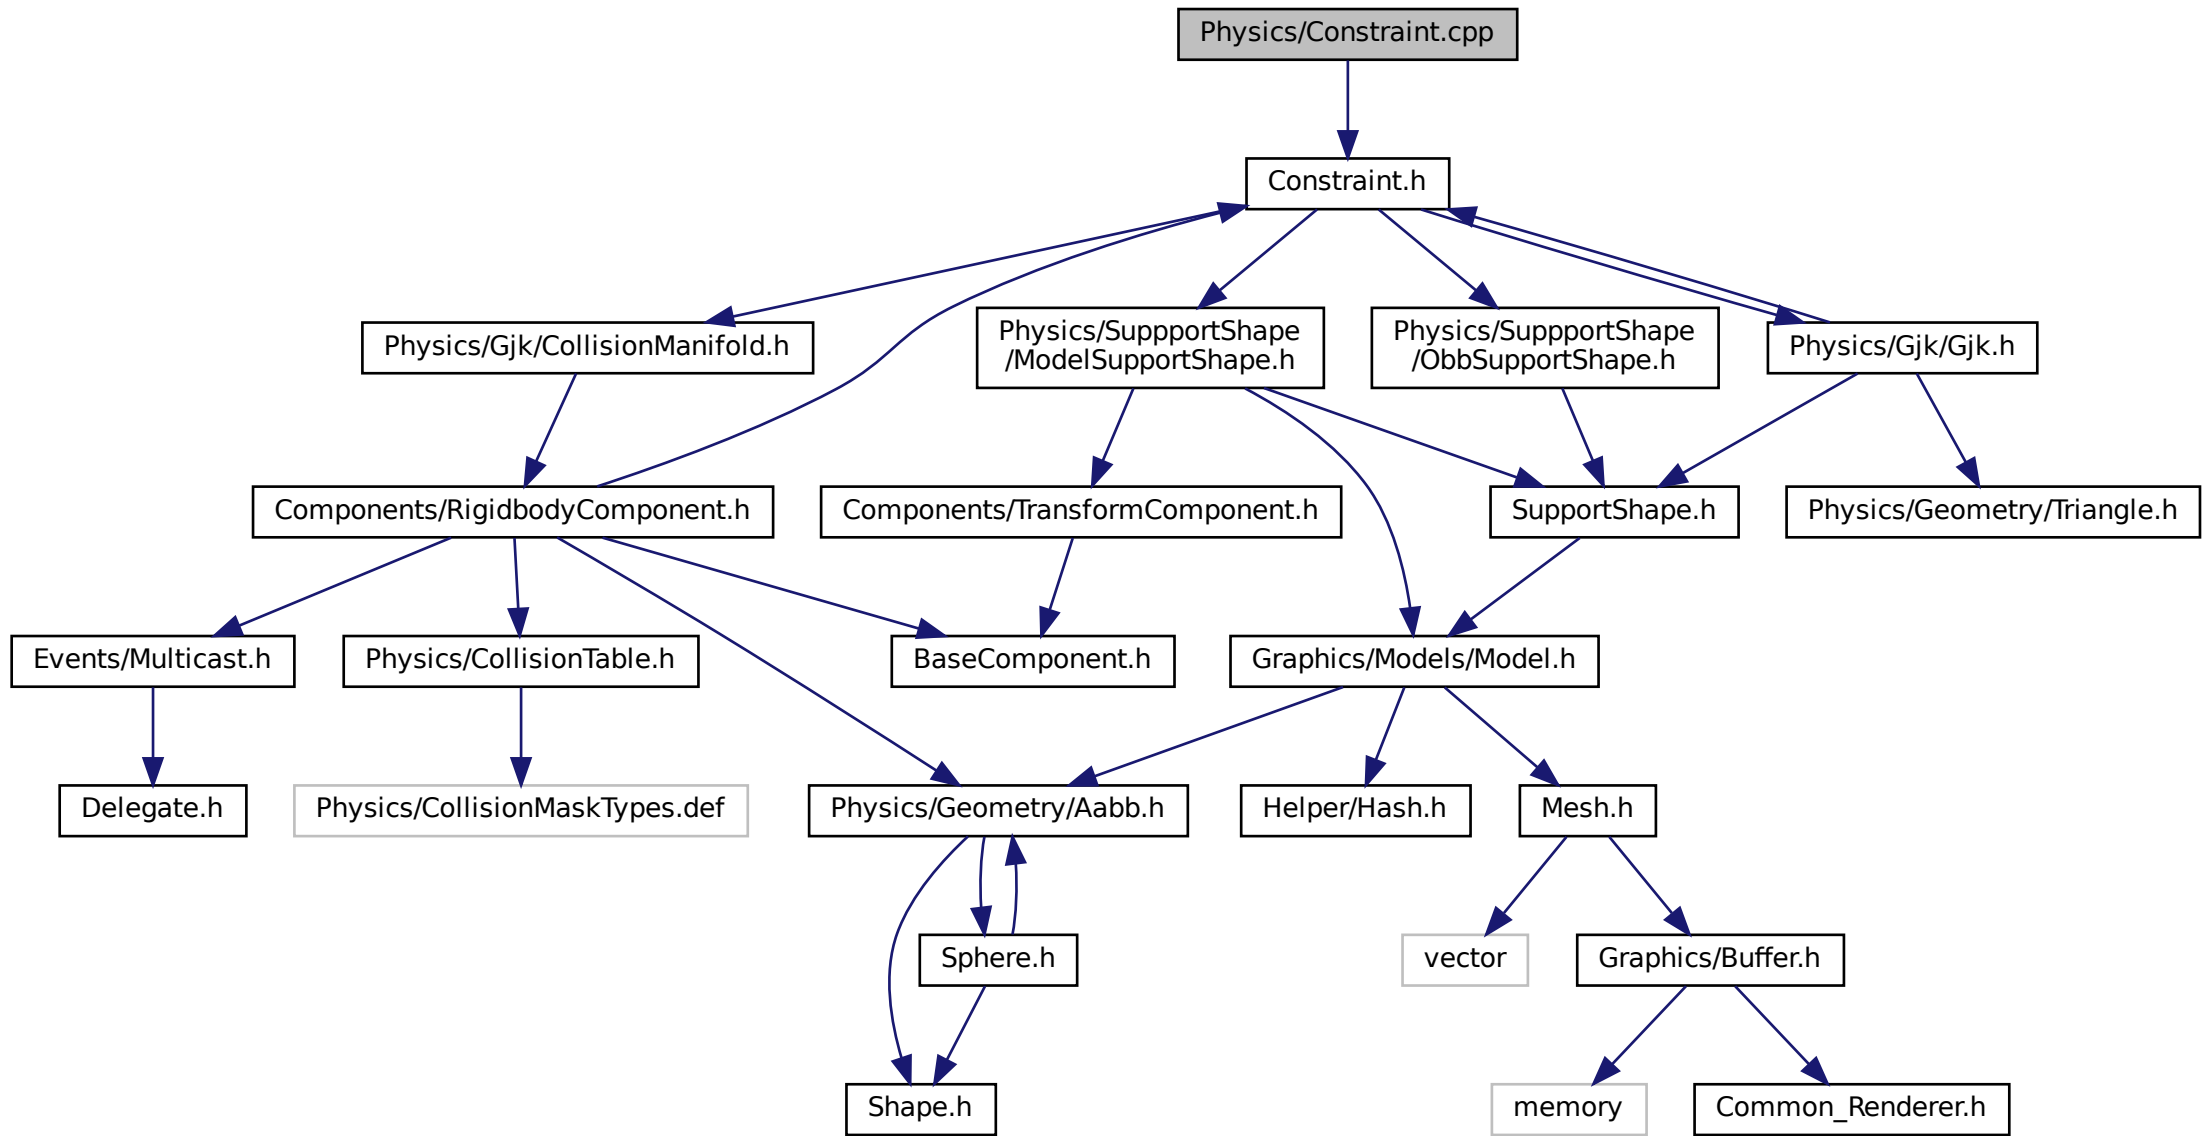 Physics/Constraint.cpp
Constraint.h
Physics/Gjk/CollisionManifold.h
Physics/SuppportShape
/ModelSupportShape.h
Physics/SuppportShape
/ObbSupportShape.h
Physics/Gjk/Gjk.h
Components/RigidbodyComponent.h
Components/TransformComponent.h
SupportShape.h
Physics/Geometry/Triangle.h
Events/Multicast.h
Physics/CollisionTable.h
BaseComponent.h
Graphics/Models/Model.h
Delegate.h
Physics/CollisionMaskTypes.def
Physics/Geometry/Aabb.h
Helper/Hash.h
Mesh.h
Sphere.h
vector
Graphics/Buffer.h
Shape.h
memory
Common_Renderer.h